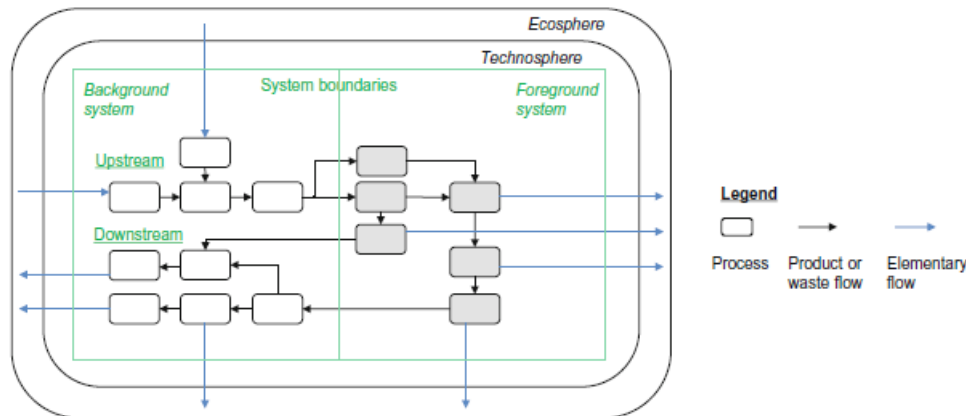 Ecosphere
Technosphere
Background
system
System boundaries
Foreground
system
Upstream
Downstream
Legend
Process
Product or
waste flow
Elementary
flow